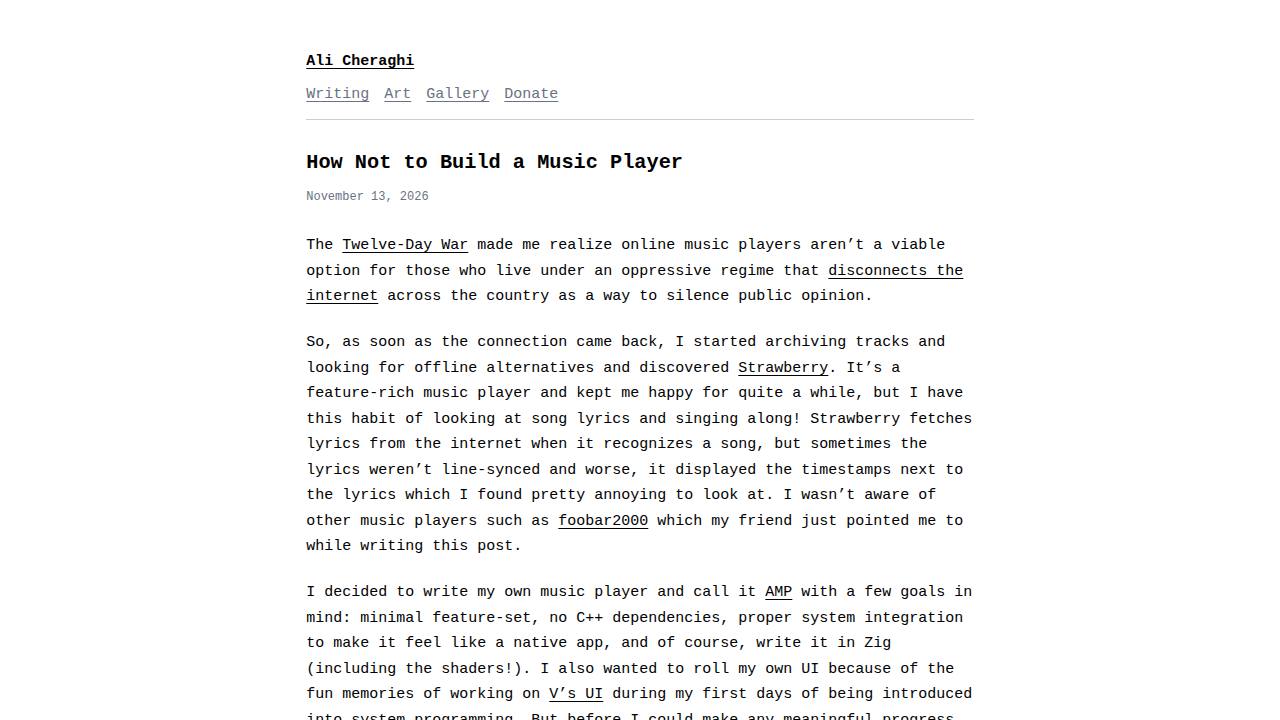 Ali Cheraghi
Writing Art Gallery Donate
How Not to Build a Music Player
November 13, 2026
The Twelve-Day War made me realize online music players aren’t a viable
option for those who live under an oppressive regime that disconnects the
internet across the country as a way to silence public opinion.
So, as soon as the connection came back, I started archiving tracks and
looking for offline alternatives and discovered Strawberry. It’s a
feature-rich music player and kept me happy for quite a while, but I have
this habit of looking at song lyrics and singing along! Strawberry fetches
lyrics from the internet when it recognizes a song, but sometimes the
lyrics weren’t line-synced and worse, it displayed the timestamps next to
the lyrics which I found pretty annoying to look at. I wasn’t aware of
other music players such as foobar2000 which my friend just pointed me to
while writing this post.
I decided to write my own music player and call it AMP with a few goals in
mind: minimal feature-set, no C++ dependencies, proper system integration
to make it feel like a native app, and of course, write it in Zig
(including the shaders!). I also wanted to roll my own UI because of the
fun memories of working on V’s UI during my first days of being introduced
into system programming. But before I could make any meaningful progress